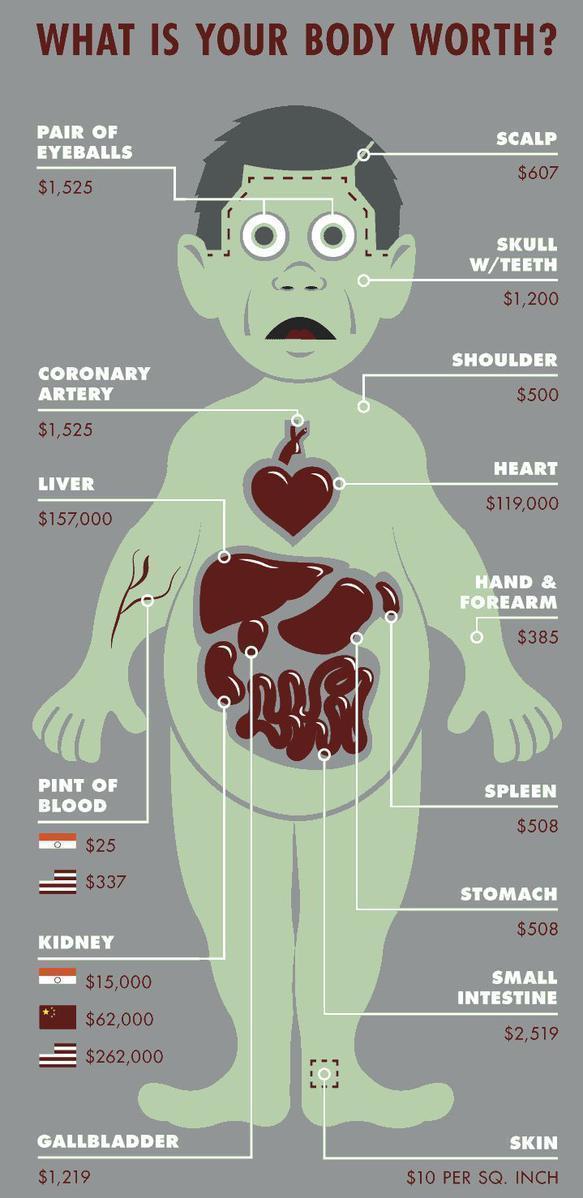 WHAT IS YOUR BODY WORTH?
PAIR OF
EYEBALLS
$1,525
SCALP
$607
SKULL
W/TEETH
$1,200
SHOULDER
$500
CORONARY
ARTERY
$1,525
HEART
$119,000
LIVER
$157,000
HAND &
FOREARM
$385
PINT OF
BLOOD
$25
$337
SPLEEN
$508
STOMACH
$508
KIDNEY
$15,000
$62,000
$262,000
SMALL
INTESTINE
$2,519
GALLBLADDER
$1,219
SKIN
$10 PER SQ. INCH